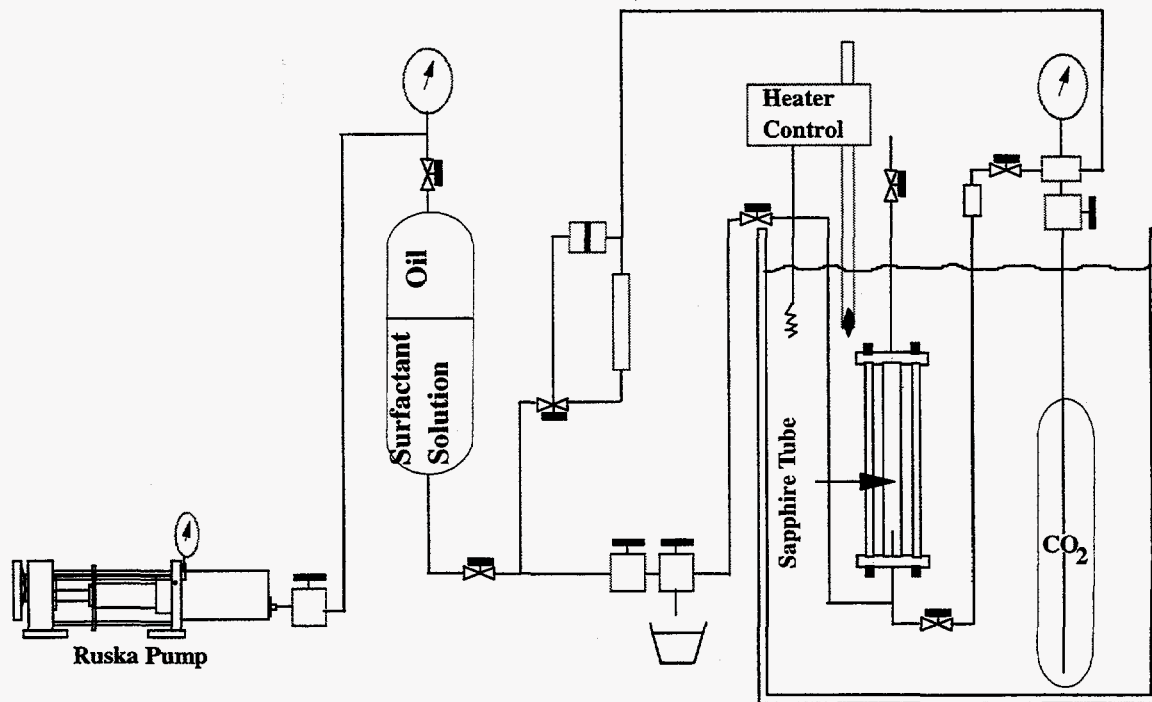 Heater
Control
Oil
Surfactant
Solution
Sapphire Tube
CO2
Ruska Pump